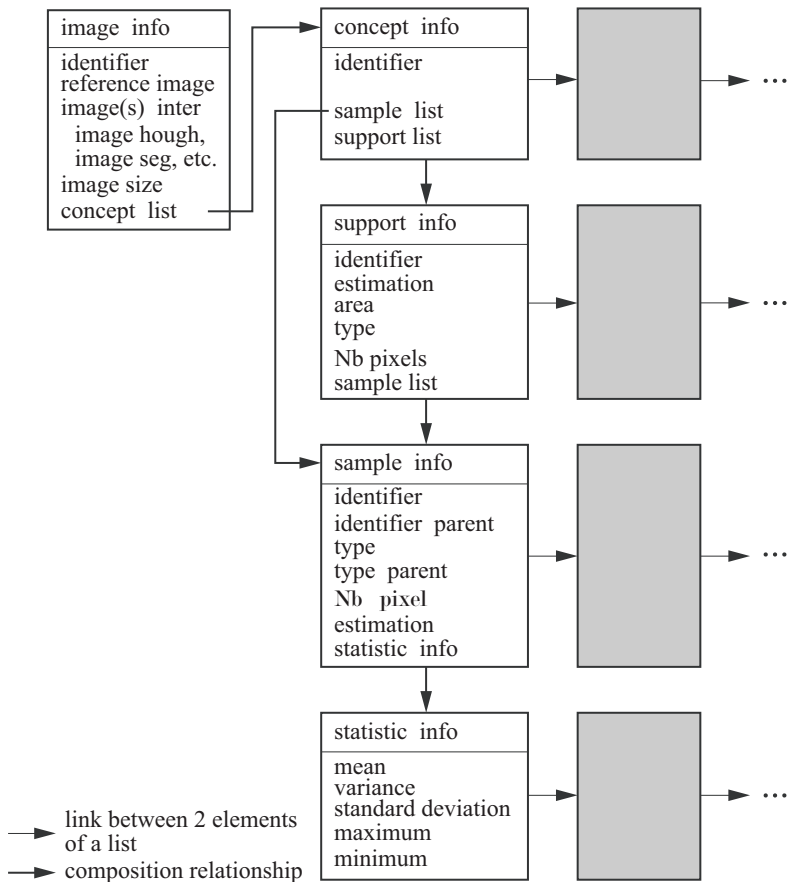 image info
identifier
reference image
image(s) inter
image hough,
image seg, etc.
image size
concept list
concept info
identifier
sample list
support list
...
support info
identifier
estimation
area
type
Nb pixels
sample list
...
sample info
identifier
identifier parent
type
type parent
Nb pixel
estimation
statistic info
...
statistic info
mean
variance
standard deviation
maximum
minimum
...
link between 2 elements
of a list
composition relationship